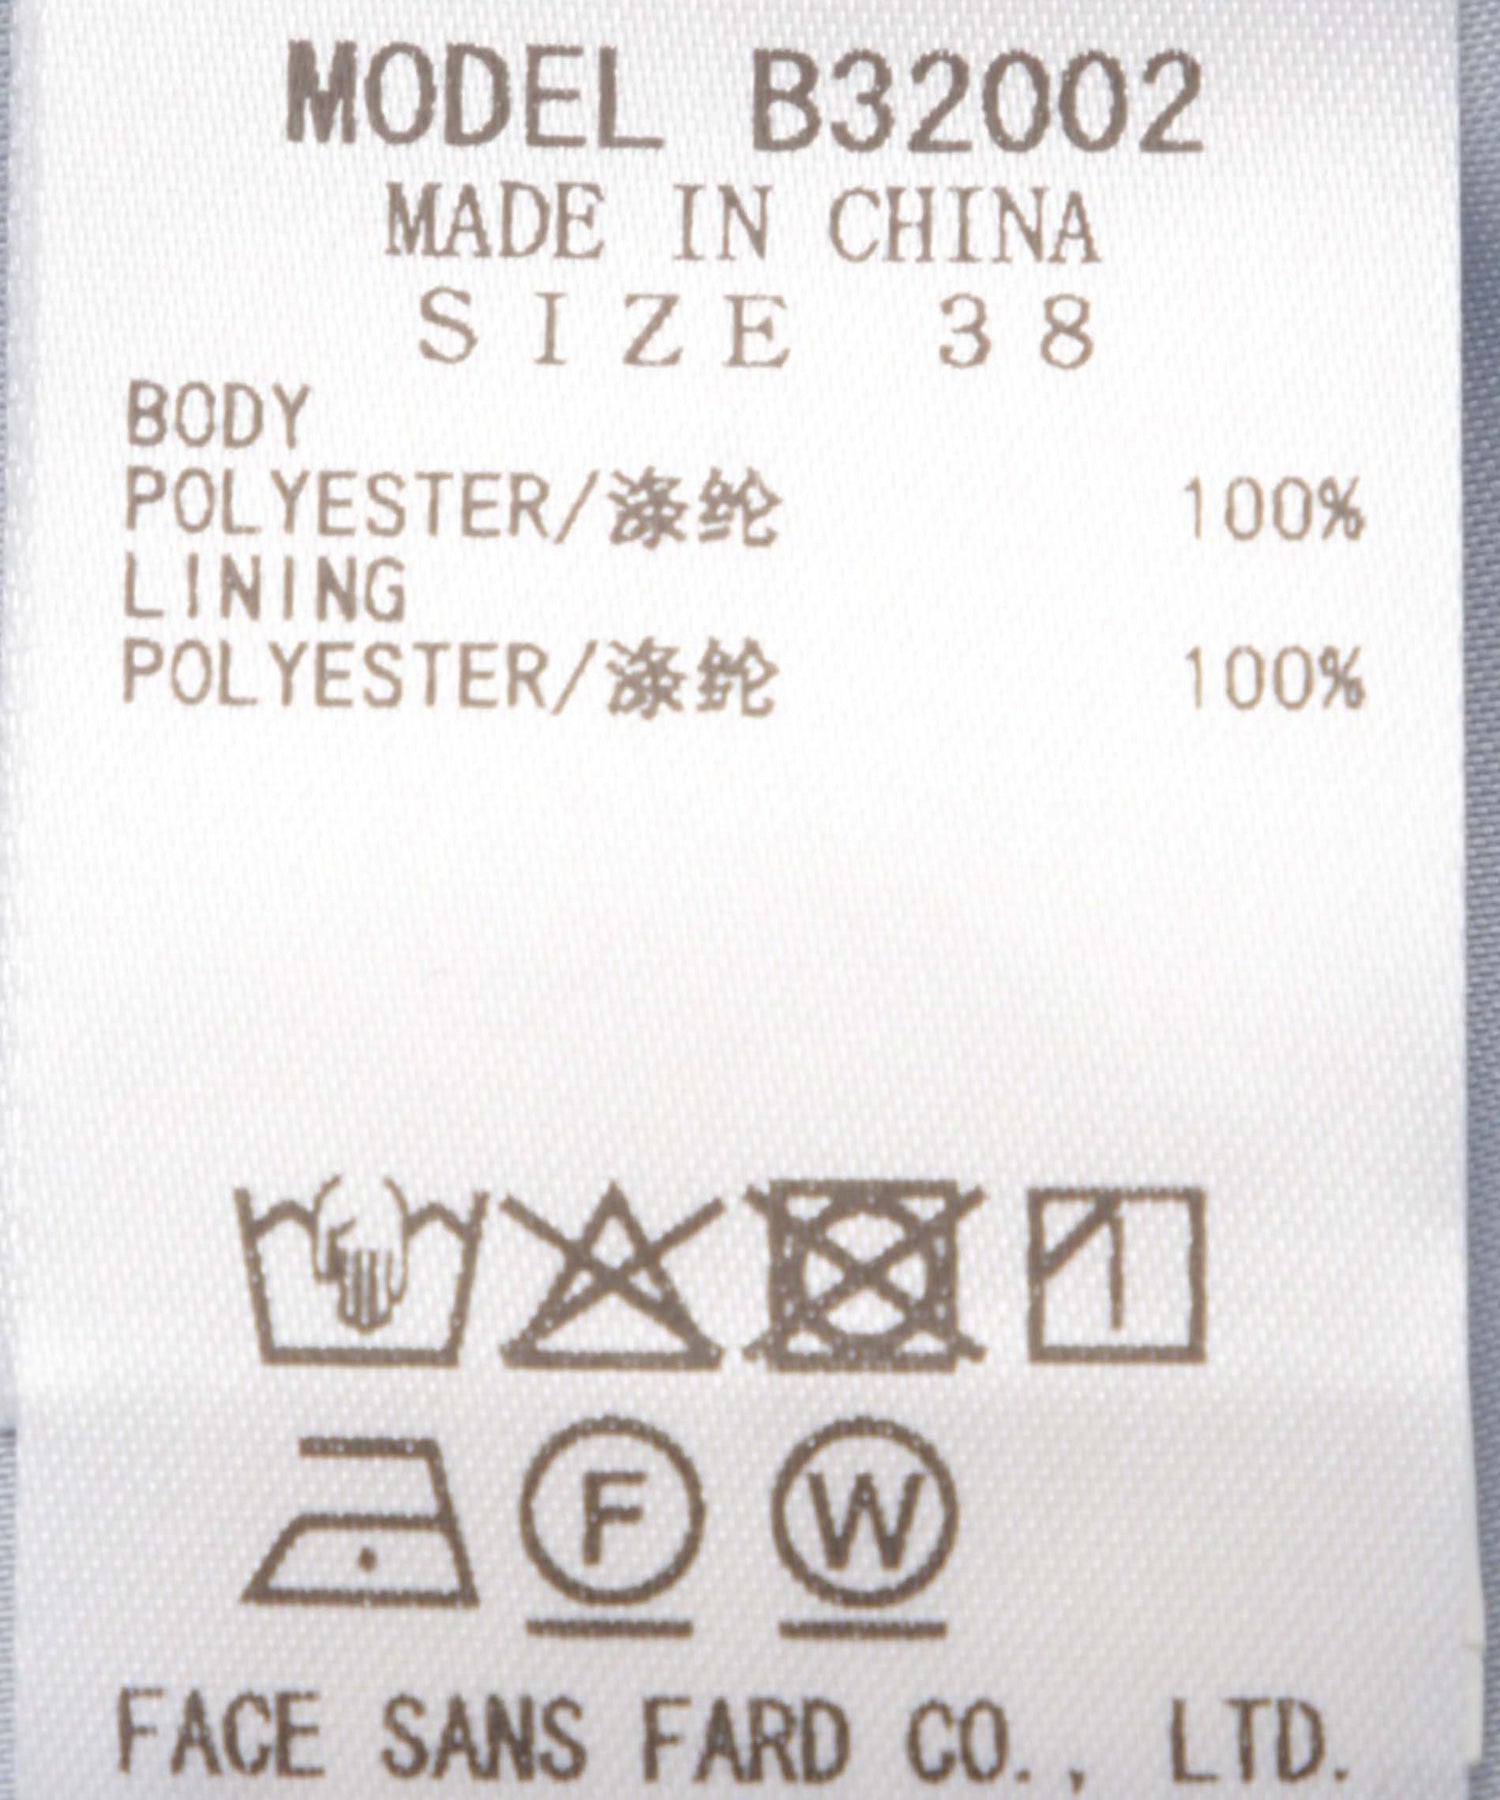 MODEL B32002
MADE IN CHINA
SIZE 38
BODY
POLYESTER/涤纶 100%
LINING
POLYESTER/涤纶 100%
F W
FACE SANS FARD CO., LTD.